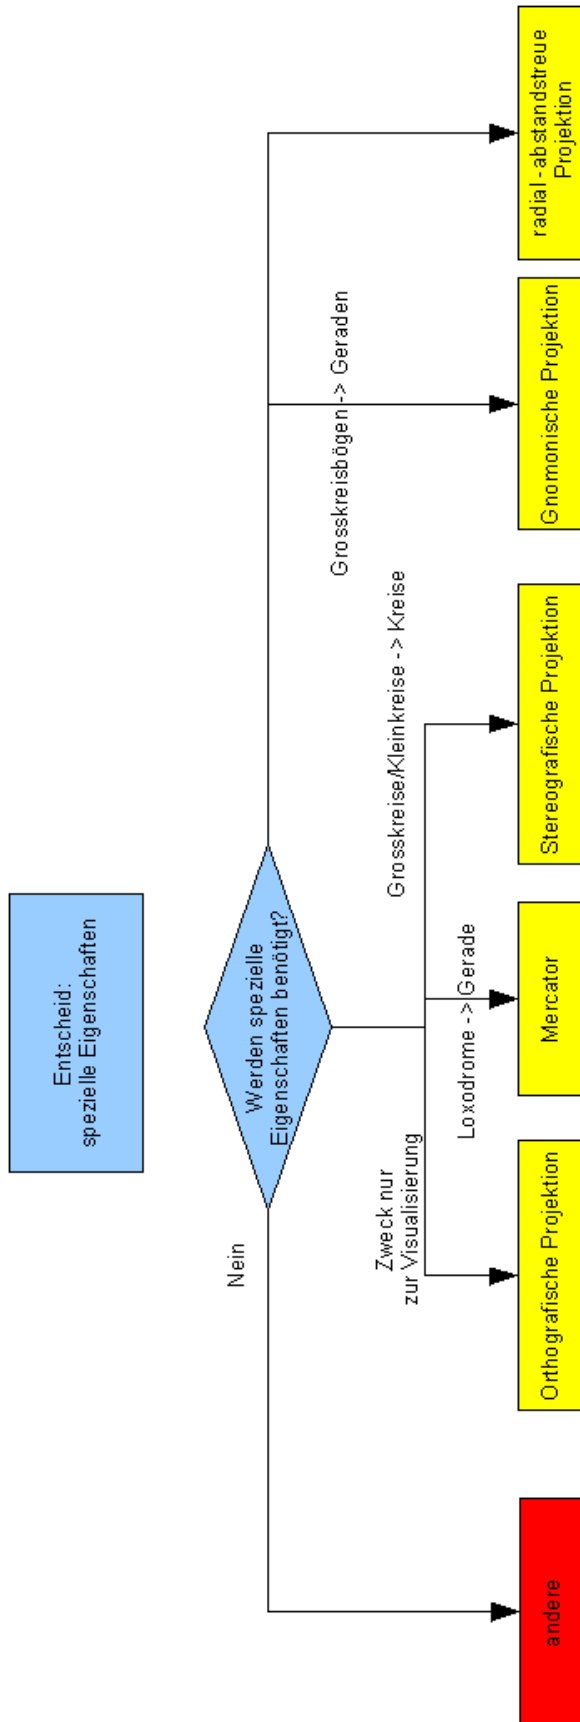 Entscheid:
spezielle Eigenschaften
Werden spezielle
Eigenschaften benötigt?
Nein
Zweck nur
zur Visualisierung
Loxodrome -> Gerade
Grosskreise/Kleinkreise -> Kreise
Grosskreisbögen -> Geraden
andere
Orthografische Projektion
Mercator
Stereografische Projektion
Gnomonische Projektion
radial -abstandstreue
Projektion